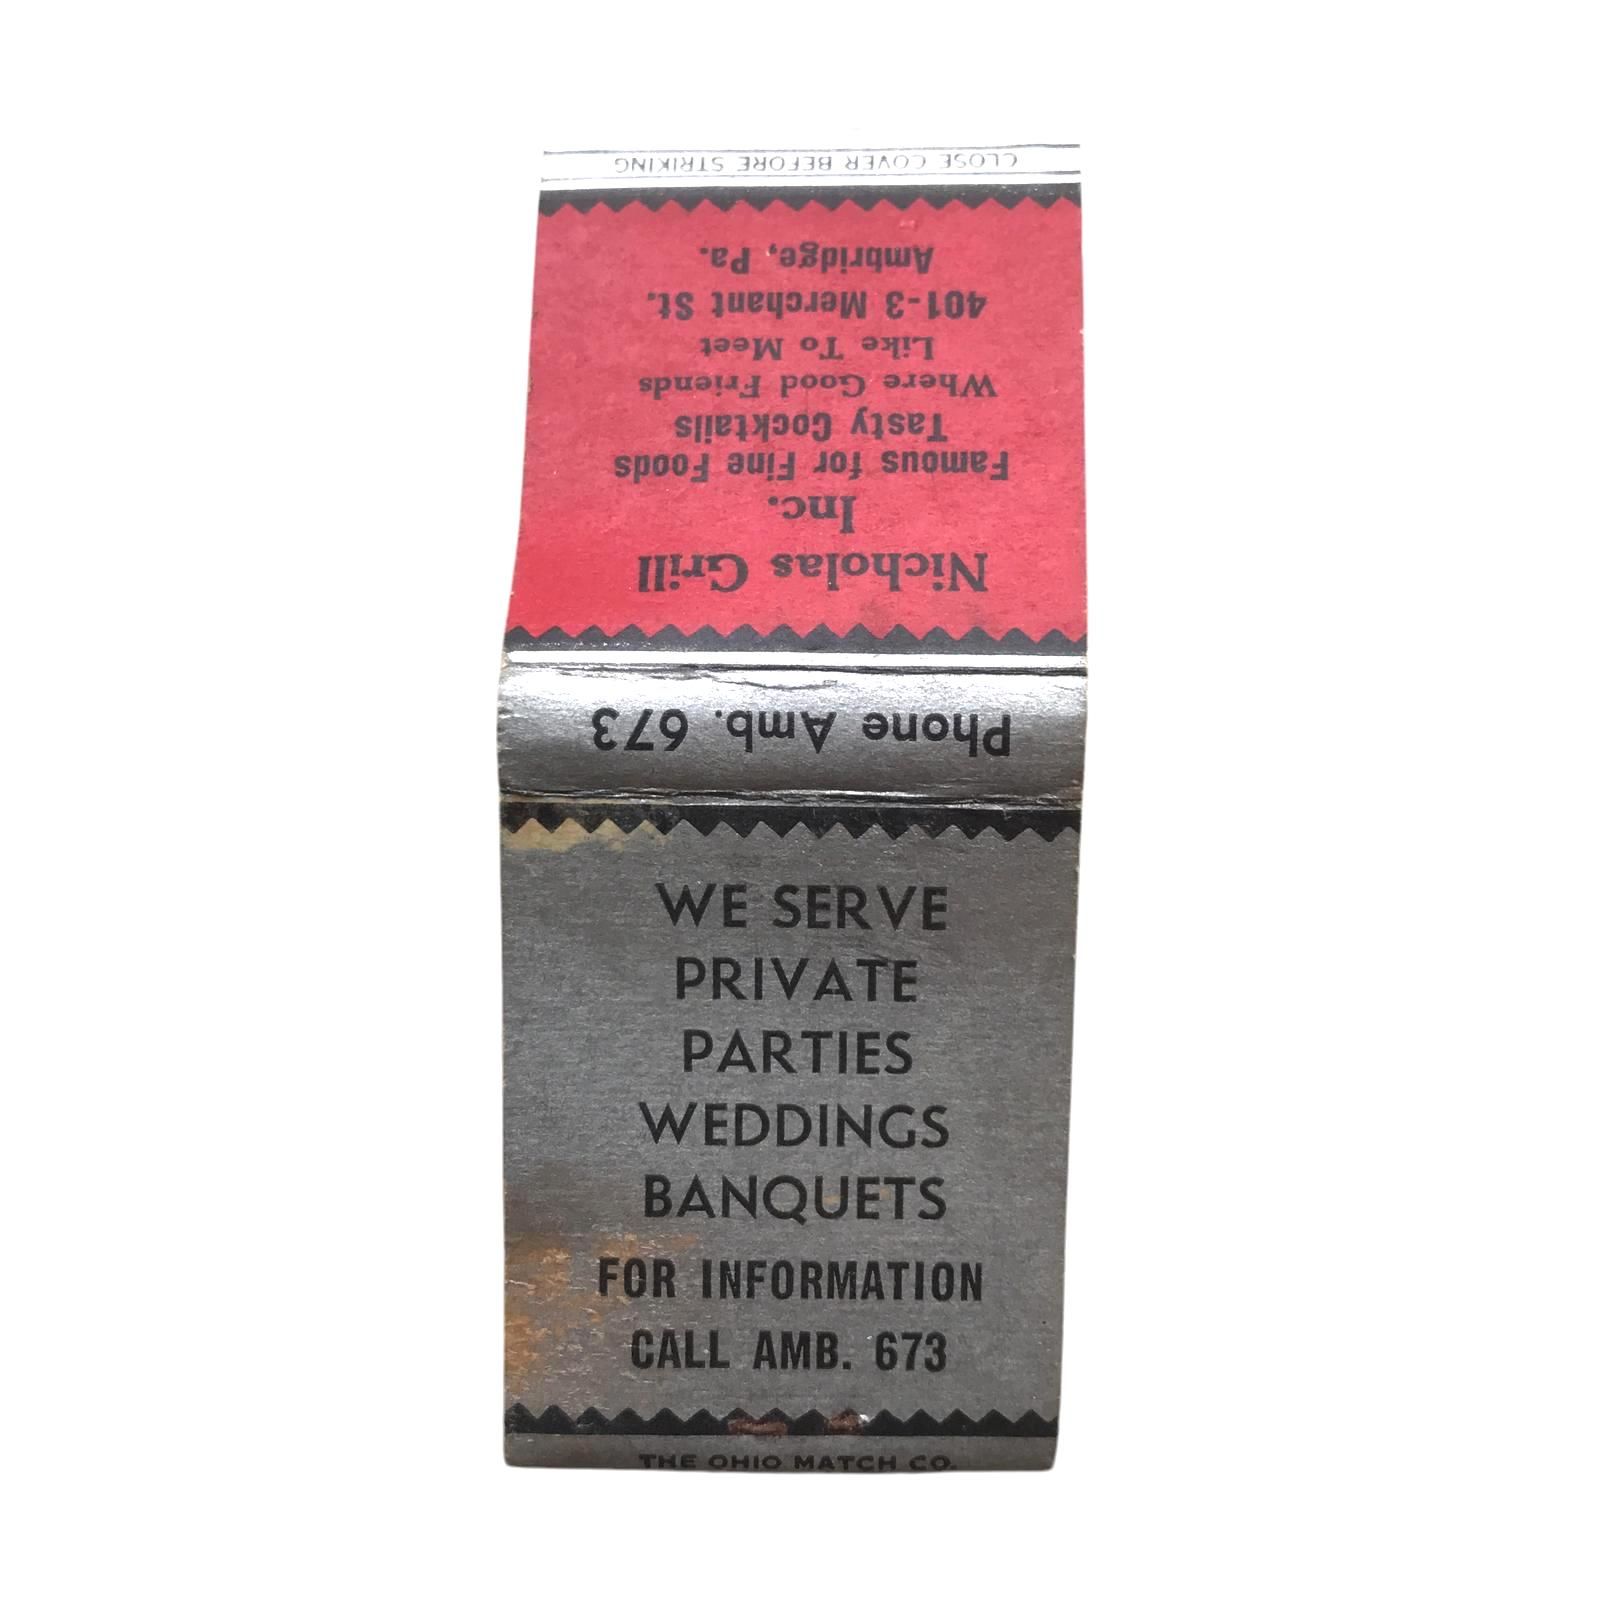 CLOSE COVER BEFORE STRIKING
Nicholas Grill
Inc.
Famous for Fine Foods
Tasty Cocktails
Where Good Friends
Like To Meet
401-3 Merchant St.
Ambridge, Pa.
Phone Amb. 673
WE SERVE
PRIVATE
PARTIES
WEDDINGS
BANQUETS
FOR INFORMATION
CALL AMB. 673
THE OHIO MATCH CO.